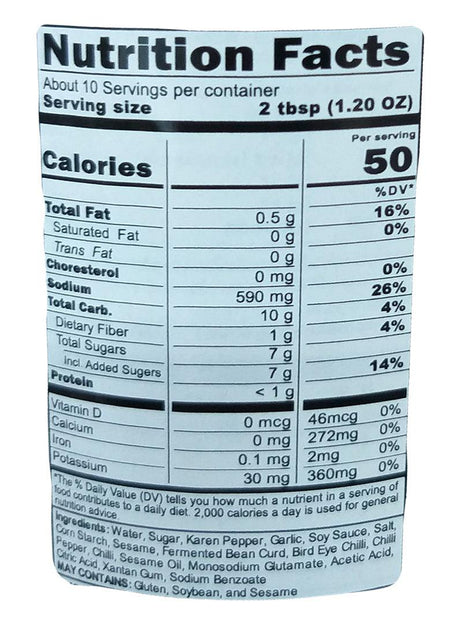 Nutrition Facts
About 10 Servings per container
Serving size 2 tbsp (1.20 OZ)
Per serving
Calories 50
%DV*
Total Fat 0.5 g 16%
Saturated Fat 0 g 0%
Trans Fat 0 g
Choresterol 0 mg 0%
Sodium 590 mg 26%
Total Carb. 10 g 4%
Dietary Fiber 1 g 4%
Total Sugars 7 g
Incl. Added Sugers 7 g 14%
Protein < 1 g
Vitamin D 0 mcg 46mcg 0%
Calcium 0 mg 272mg 0%
Iron 0.1 mg 2mg 0%
Potassium 30 mg 360mg 0%
*The % Daily Value (DV) tells you how much a nutrient in a serving of
food contributes to a daily diet. 2,000 calories a day is used for general
nutrition advice
Ingredients: Water, Sugar, Karen Pepper, Garlic, Soy Sauce, Salt,
Corn Starch, Sesame, Fermented Bean Curd, Bird Eye Chilli, Chilli
Pepper, Chilli, Sesame Oil, Monosodium Glutamate, Acetic Acid,
Citric Acid, Xantan Gum, Sodium Benzoate
MAY CONTAINS: Gluten, Soybean, and Sesame